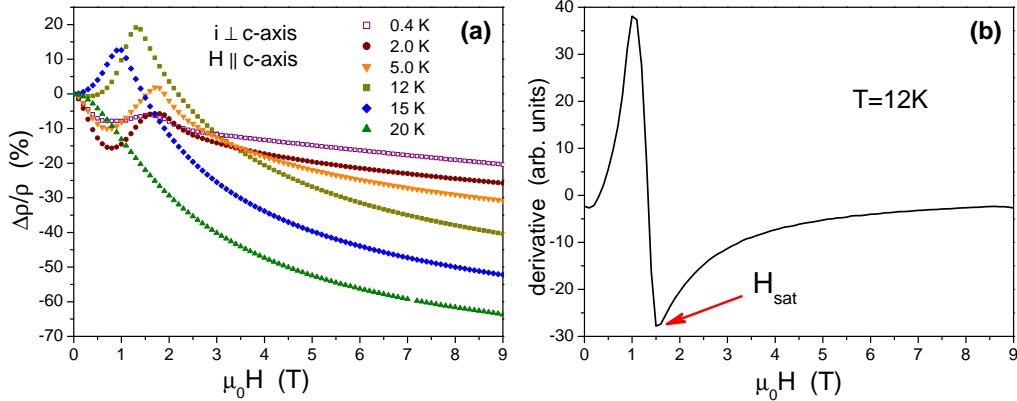 (a)
i ⊥ c-axis
H || c-axis
0.4 K
2.0 K
5.0 K
12 K
15 K
20 K
20
10
0
-10
-20
-30
-40
-50
-60
-70
Δρ/ρ (%)
0 1 2 3 4 5 6 7 8 9
μ₀H (T)
(b)
T=12K
H_sat
40
30
20
10
0
-10
-20
-30
derivative (arb. units)
0 1 2 3 4 5 6 7 8 9
μ₀H (T)